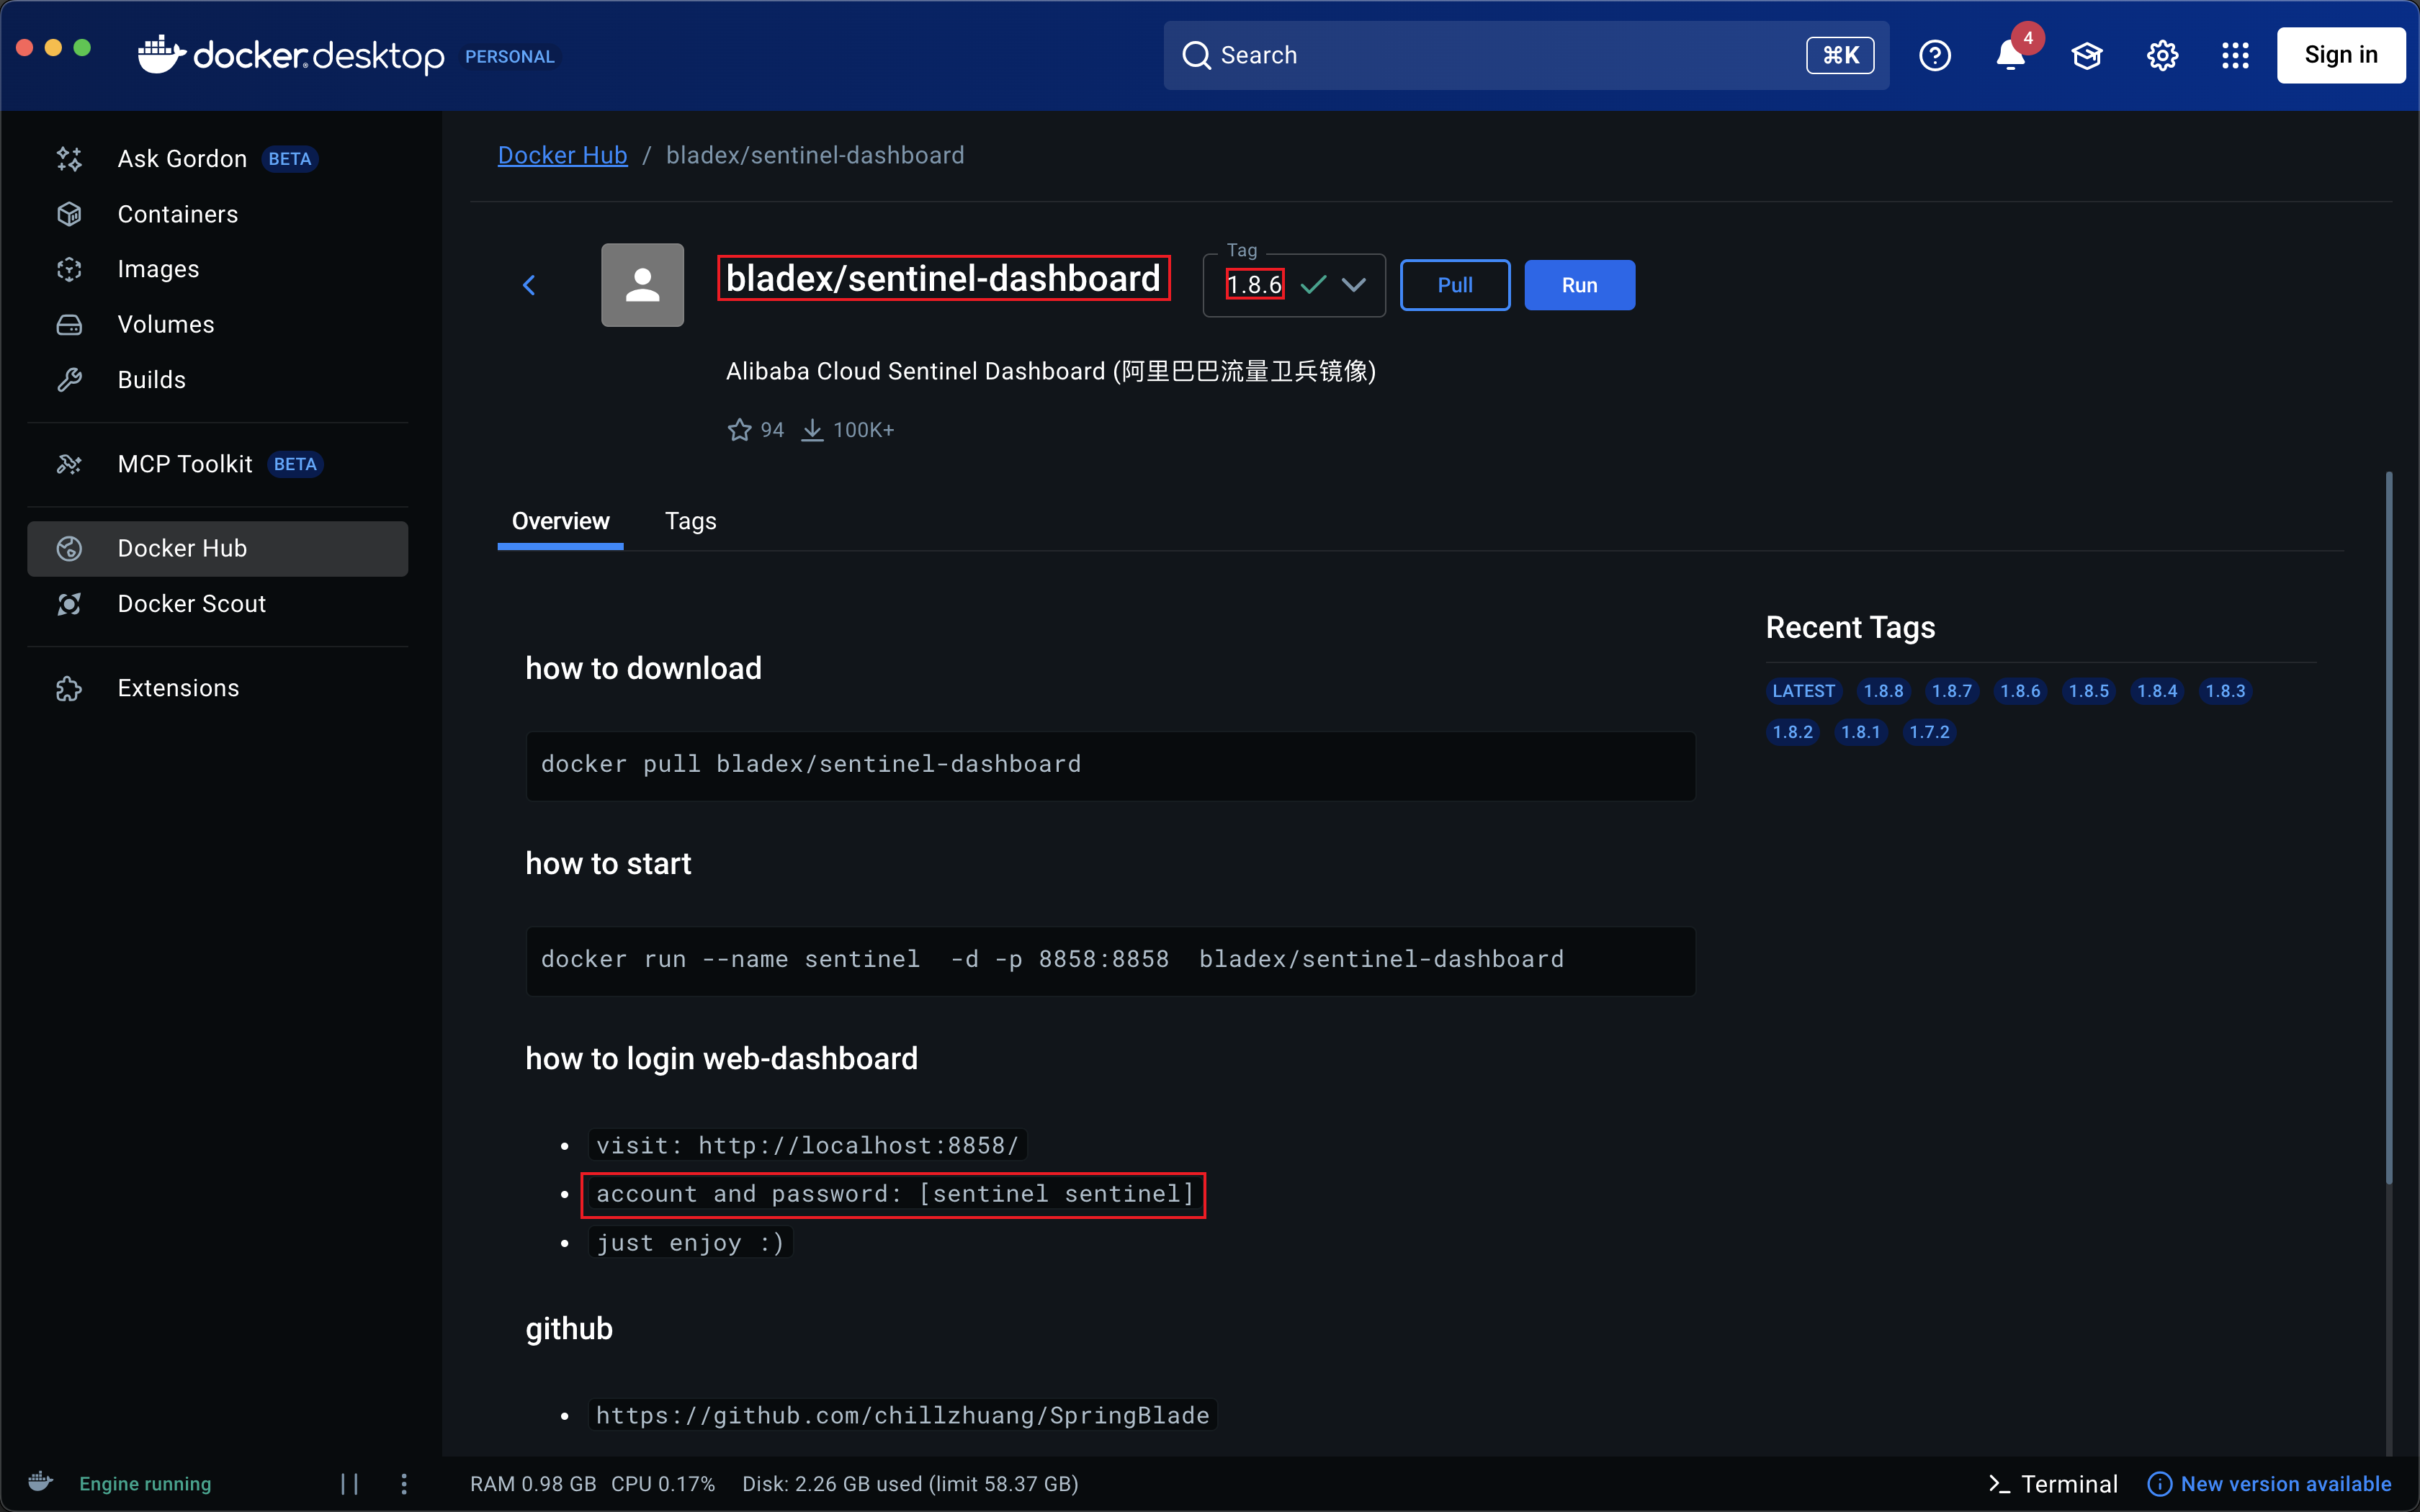 docker.desktop PERSONAL
Search ⌘K
4
Sign in
Ask Gordon BETA
Containers
Images
Volumes
Builds
MCP Toolkit BETA
Docker Hub
Docker Scout
Extensions
Docker Hub / bladex/sentinel-dashboard
bladex/sentinel-dashboard
Tag
1.8.6
Pull
Run
Alibaba Cloud Sentinel Dashboard (阿里巴巴流量卫兵镜像)
94 100K+
Overview Tags
how to download
docker pull bladex/sentinel-dashboard
how to start
docker run --name sentinel  -d -p 8858:8858  bladex/sentinel-dashboard
how to login web-dashboard
• visit: http://localhost:8858/
• account and password: [sentinel sentinel]
• just enjoy :)
github
• https://github.com/chillzhuang/SpringBlade
Recent Tags
LATEST 1.8.8 1.8.7 1.8.6 1.8.5 1.8.4 1.8.3
1.8.2 1.8.1 1.7.2
Engine running
RAM 0.98 GB CPU 0.17% Disk: 2.26 GB used (limit 58.37 GB)
>_ Terminal
New version available